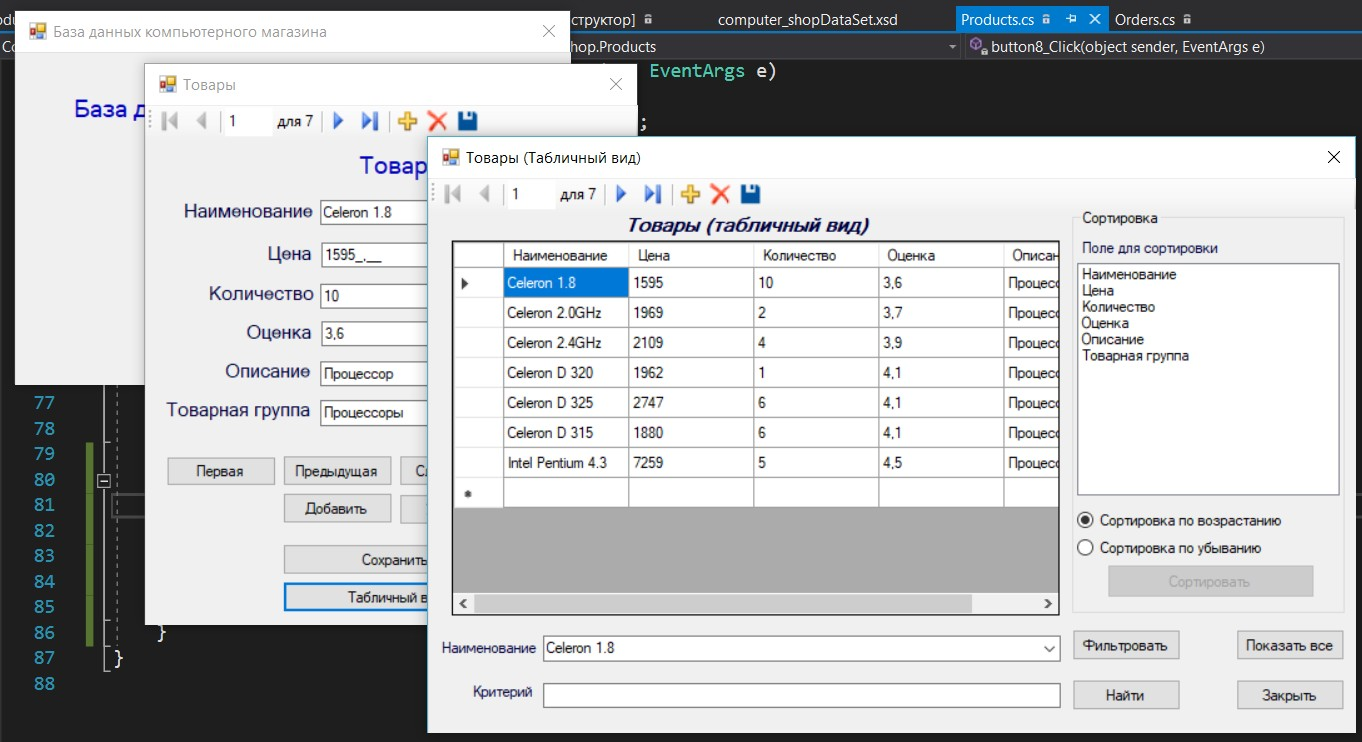 структор]
computer_shopDataSet.xsd
Products.cs
Orders.cs
hop.Products
button8_Click(object sender, EventArgs e)
EventArgs e)
;
База данных компьютерного магазина
База д
Товары
1 для 7
Товар
Наименование Celeron 1.8
Цена 1595_,__
Количество 10
Оценка 3,6
Описание Процессор
Товарная группа Процессоры
Первая Предыдущая
Добавить
Сохранить
Табличный в
Товары (Табличный вид)
1 для 7
Товары (табличный вид)
Наименование Цена Количество Оценка Описан
Celeron 1.8 1595 10 3,6 Процесс
Celeron 2.0GHz 1969 2 3,7 Процесс
Celeron 2.4GHz 2109 4 3,9 Процесс
Celeron D 320 1962 1 4,1 Процесс
Celeron D 325 2747 6 4,1 Процесс
Celeron D 315 1880 6 4,1 Процесс
Intel Pentium 4.3 7259 5 4,5 Процесс
Сортировка
Поле для сортировки
Наименование
Цена
Количество
Оценка
Описание
Товарная группа
Сортировка по возрастанию
Сортировка по убыванию
Сортировать
Наименование Celeron 1.8
Фильтровать Показать все
Критерий
Найти Закрыть
77
78
79
80
81
82
83
84
85
86 }
87 }
88